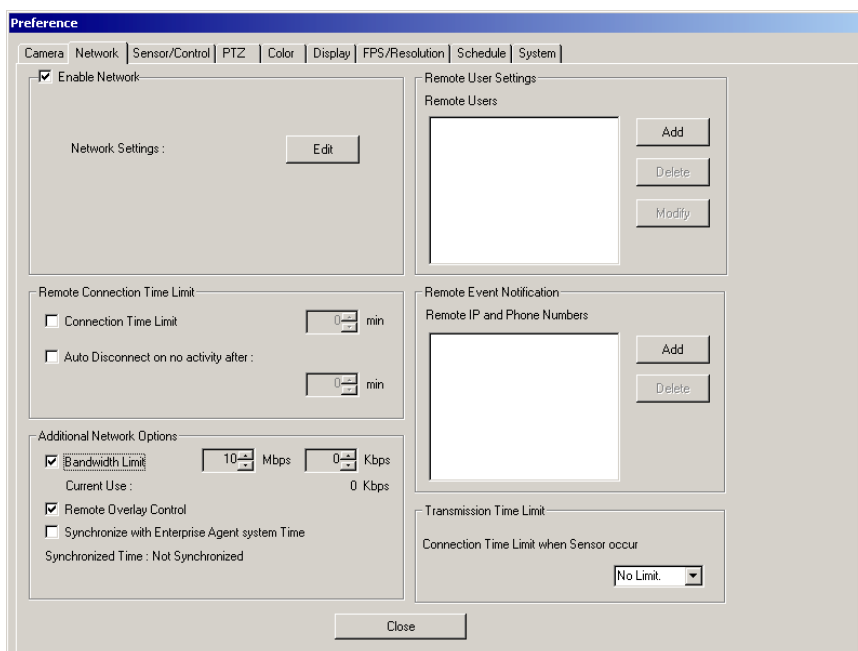 Preference
Camera Network Sensor/Control PTZ Color Display FPS/Resolution Schedule System
Enable Network
Network Settings :
Edit
Remote Connection Time Limit
Connection Time Limit
0
min
Auto Disconnect on no activity after :
0
min
Additional Network Options
Bandwidth Limit
10
Mbps
0
Kbps
Current Use :
0 Kbps
Remote Overlay Control
Synchronize with Enterprise Agent system Time
Synchronized Time : Not Synchronized
Remote User Settings
Remote Users
Add
Delete
Modify
Remote Event Notification
Remote IP and Phone Numbers
Add
Delete
Transmission Time Limit
Connection Time Limit when Sensor occur
No Limit.
Close